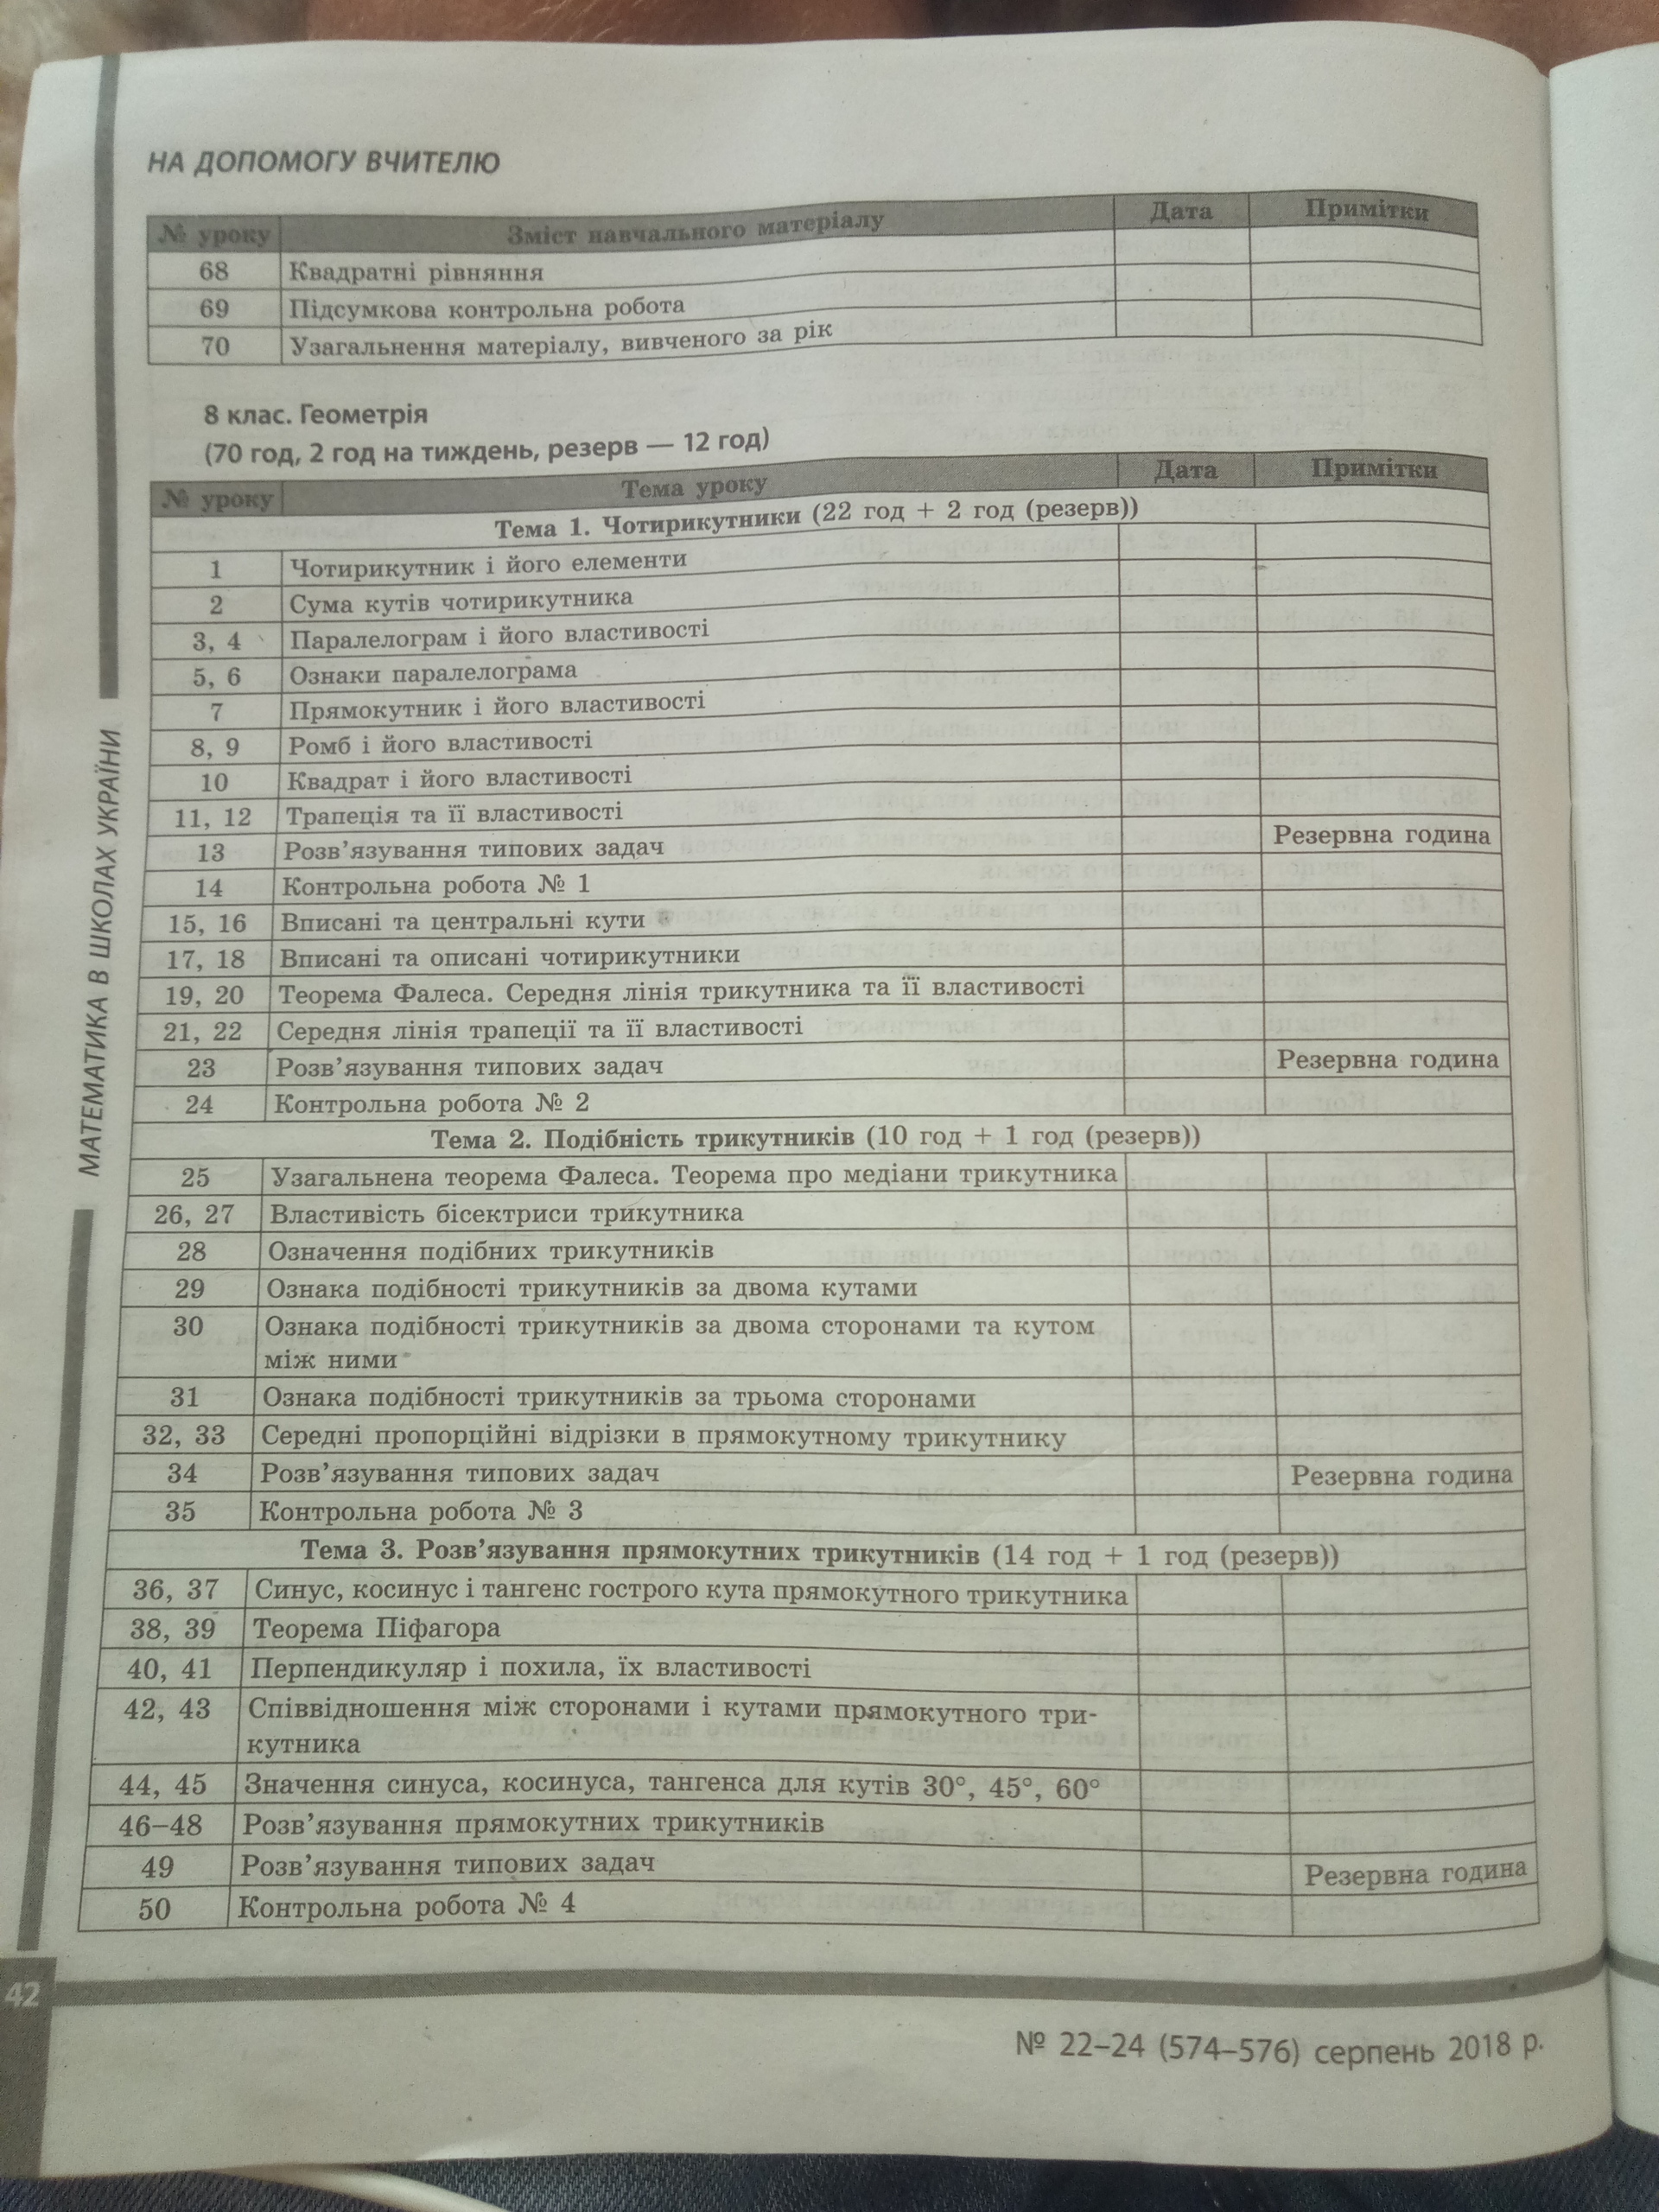 НА ДОПОМОГУ ВЧИТЕЛЮ
№ уроку Зміст навчального матеріалу Дата Примітки
68 Квадратні рівняння
69 Підсумкова контрольна робота
70 Узагальнення матеріалу, вивченого за рік
8 клас. Геометрія
(70 год, 2 год на тиждень, резерв — 12 год)
№ уроку Тема уроку Дата Примітки
Тема 1. Чотирикутники (22 год + 2 год (резерв))
1 Чотирикутник і його елементи
2 Сума кутів чотирикутника
3, 4 Паралелограм і його властивості
5, 6 Ознаки паралелограма
7 Прямокутник і його властивості
8, 9 Ромб і його властивості
10 Квадрат і його властивості
11, 12 Трапеція та її властивості
13 Розв’язування типових задач Резервна година
14 Контрольна робота № 1
15, 16 Вписані та центральні кути
17, 18 Вписані та описані чотирикутники
19, 20 Теорема Фалеса. Середня лінія трикутника та її властивості
21, 22 Середня лінія трапеції та її властивості
23 Розв’язування типових задач Резервна година
24 Контрольна робота № 2
Тема 2. Подібність трикутників (10 год + 1 год (резерв))
25 Узагальнена теорема Фалеса. Теорема про медіани трикутника
26, 27 Властивість бісектриси трикутника
28 Означення подібних трикутників
29 Ознака подібності трикутників за двома кутами
30 Ознака подібності трикутників за двома сторонами та кутом
між ними
31 Ознака подібності трикутників за трьома сторонами
32, 33 Середні пропорційні відрізки в прямокутному трикутнику
34 Розв’язування типових задач Резервна година
35 Контрольна робота № 3
Тема 3. Розв’язування прямокутних трикутників (14 год + 1 год (резерв))
36, 37 Синус, косинус і тангенс гострого кута прямокутного трикутника
38, 39 Теорема Піфагора
40, 41 Перпендикуляр і похила, їх властивості
42, 43 Співвідношення між сторонами і кутами прямокутного три-
кутника
44, 45 Значення синуса, косинуса, тангенса для кутів 30°, 45°, 60°
46–48 Розв’язування прямокутних трикутників
49 Розв’язування типових задач Резервна година
50 Контрольна робота № 4
МАТЕМАТИКА В ШКОЛАХ УКРАЇНИ
42
№ 22–24 (574–576) серпень 2018 р.